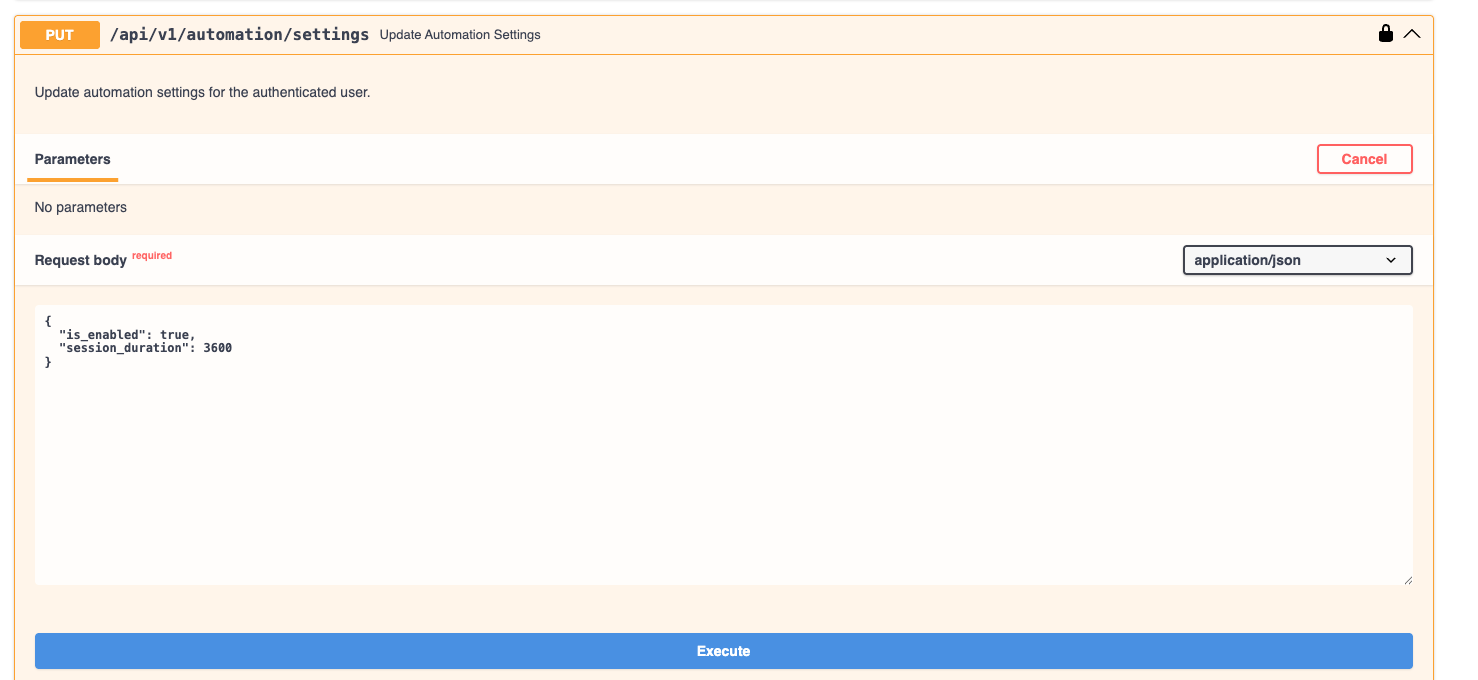 PUT /api/v1/automation/settings Update Automation Settings
Update automation settings for the authenticated user.
Parameters Cancel
No parameters
Request body required application/json
{
  "is_enabled": true,
  "session_duration": 3600
}
Execute